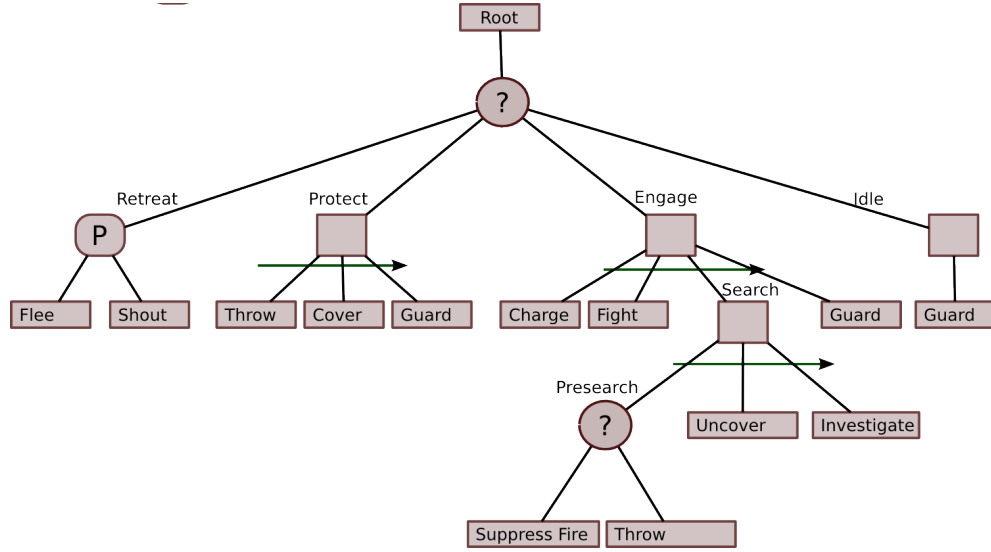 Root
?
Retreat
Protect
Engage
Idle
P
Flee
Shout
Throw
Cover
Guard
Charge
Fight
Search
Guard
Guard
Presearch
?
Uncover
Investigate
Suppress Fire
Throw